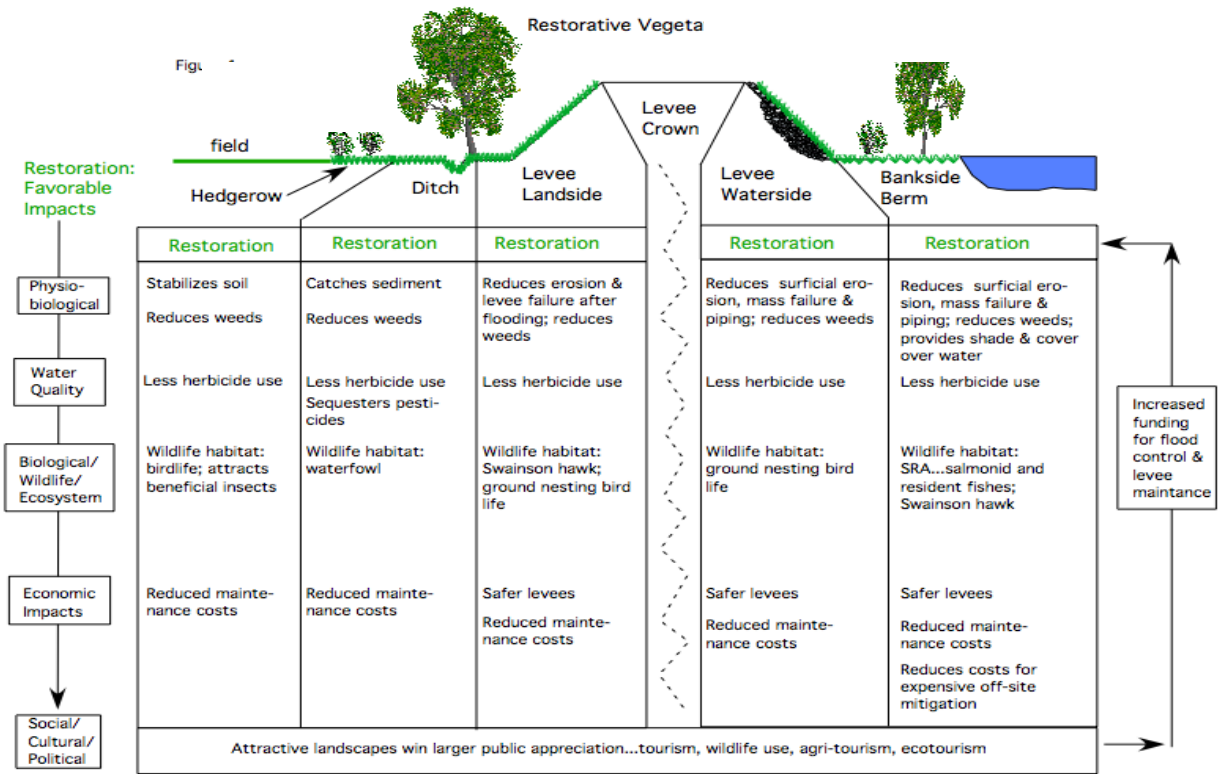 Restorative Vegeta
Levee
Crown
field
Restoration:
Favorable
Impacts
Hedgerow
Ditch
Levee
Landside
Levee
Waterside
Bankside
Berm
Restoration
Restoration
Restoration
Restoration
Restoration
Physio-
biological
Stabilizes soil
Reduces weeds
Catches sediment
Reduces weeds
Reduces erosion &
levee failure after
flooding; reduces
weeds
Reduces surficial ero-
sion, mass failure &
piping; reduces weeds
Reduces surficial ero-
sion, mass failure &
piping; reduces weeds;
provides shade & cover
over water
Water
Quality
Less herbicide use
Less herbicide use
Sequesters pesti-
cides
Less herbicide use
Less herbicide use
Less herbicide use
Biological/
Wildlife/
Ecosystem
Wildlife habitat:
birdlife; attracts
beneficial insects
Wildlife habitat:
waterfowl
Wildlife habitat:
Swainson hawk;
ground nesting bird
life
Wildlife habitat:
ground nesting bird
life
Wildlife habitat:
SRA...salmonid and
resident fishes;
Swainson hawk
Economic
Impacts
Reduced mainte-
nance costs
Reduced mainte-
nance costs
Safer levees
Reduced mainte-
nance costs
Safer levees
Reduced mainte-
nance costs
Safer levees
Reduced mainte-
nance costs
Reduces costs for
expensive off-site
mitigation
Social/
Cultural/
Political
Attractive landscapes win larger public appreciation...tourism, wildlife use, agri-tourism, ecotourism
Increased
funding
for flood
control &
levee
maintance